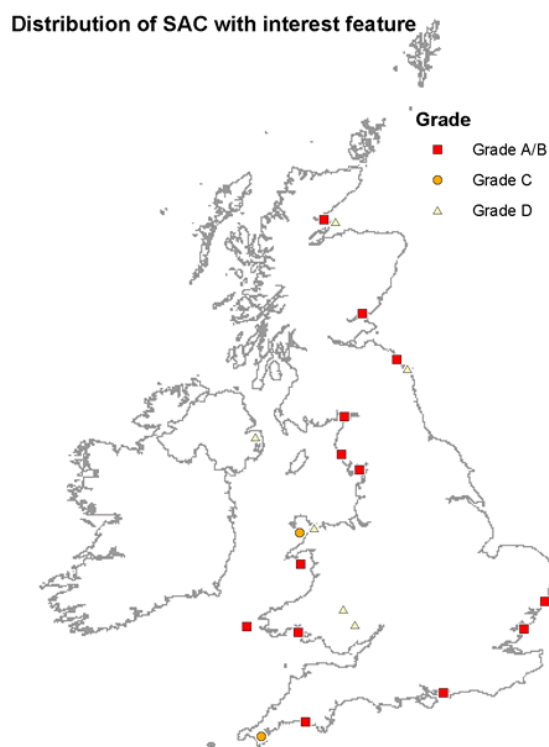 Distribution of SAC with interest feature
Grade
Grade A/B
Grade C
Grade D